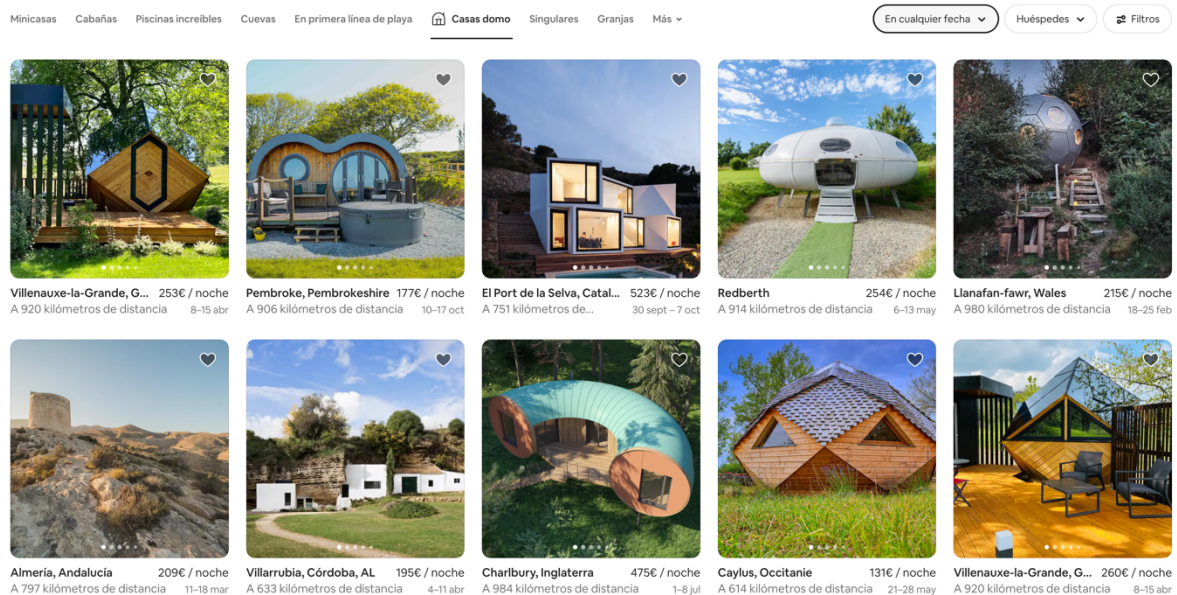 Minicasas Cabañas Piscinas increíbles Cuevas En primera línea de playa Casas domo Singulares Granjas Más En cualquier fecha Huéspedes Filtros
Villenaux-la-Grande, G... 253€ / noche
A 920 kilómetros de distancia 8–15 abr
Pembroke, Pembrokeshire 177€ / noche
A 906 kilómetros de distancia 10–17 oct
El Port de la Selva, Catal... 523€ / noche
A 751 kilómetros de... 30 sept – 7 oct
Redberth 254€ / noche
A 914 kilómetros de distancia 6–13 may
Llanafan-fawr, Wales 215€ / noche
A 980 kilómetros de distancia 18–25 feb
Almería, Andalucía 209€ / noche
A 797 kilómetros de distancia 11–18 mar
Villarrubia, Córdoba, AL 195€ / noche
A 633 kilómetros de distancia 4–11 abr
Charlbury, Inglaterra 475€ / noche
A 984 kilómetros de distancia 1–8 jul
Caylus, Occitanie 131€ / noche
A 614 kilómetros de distancia 21–28 may
Villenauxe-la-Grande, G... 260€ / noche
A 920 kilómetros de distancia 8–15 abr